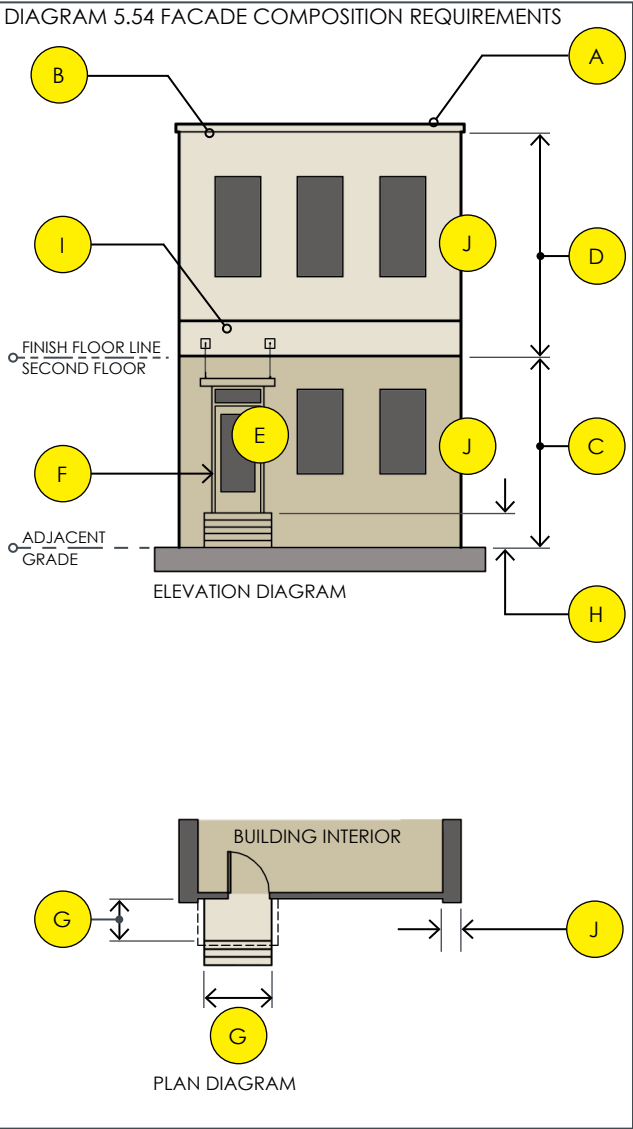 DIAGRAM 5.54 FACADE COMPOSITION REQUIREMENTS
A
B
I
J
D
FINISH FLOOR LINE
SECOND FLOOR
E
J
C
F
ADJACENT
GRADE
ELEVATION DIAGRAM
H
BUILDING INTERIOR
G
J
G
PLAN DIAGRAM